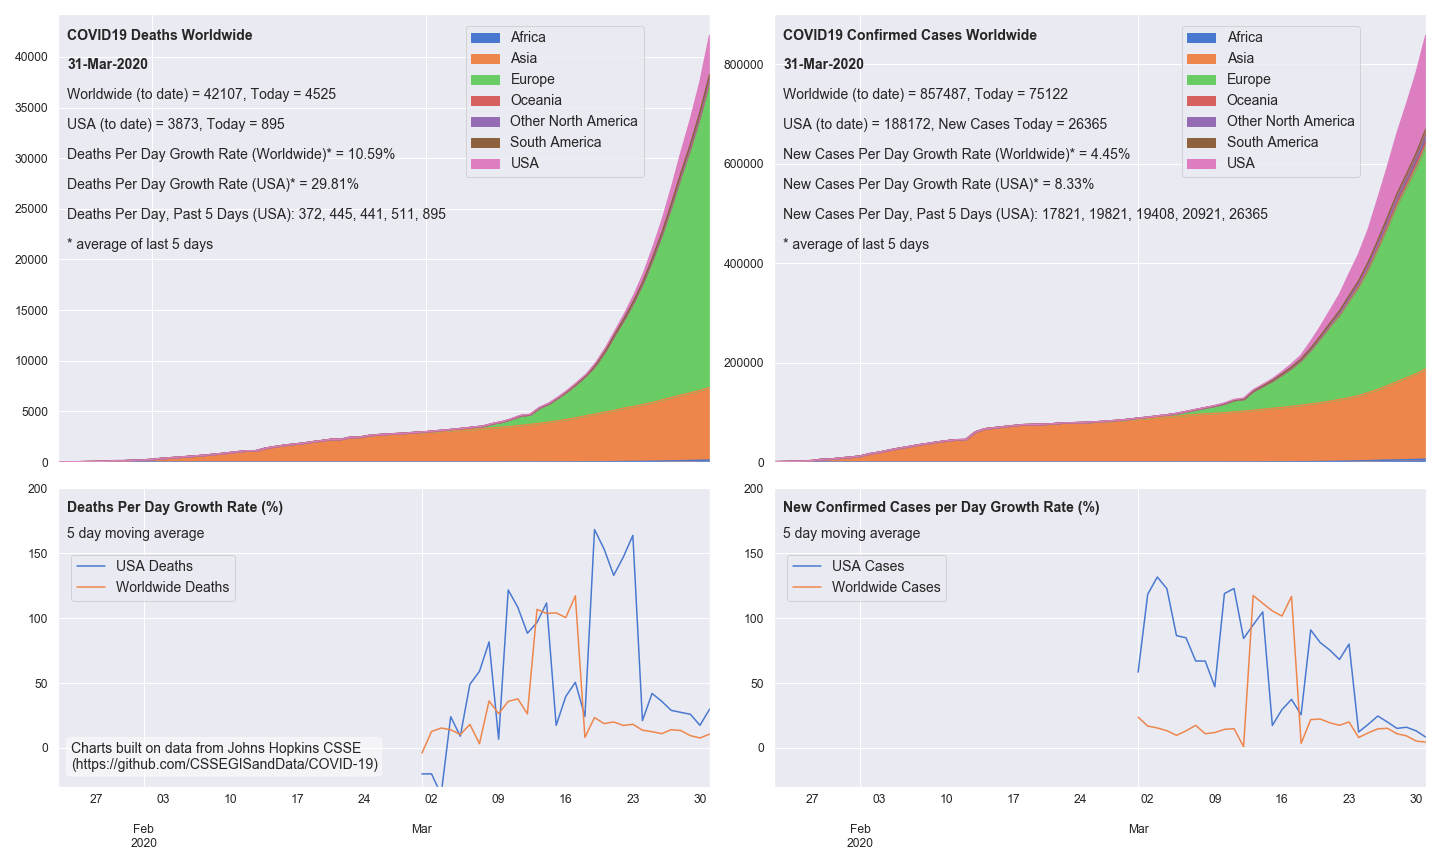 COVID19 Deaths Worldwide
31-Mar-2020
Worldwide (to date) = 42107, Today = 4525
USA (to date) = 3873, Today = 895
Deaths Per Day Growth Rate (Worldwide)* = 10.59%
Deaths Per Day Growth Rate (USA)* = 29.81%
Deaths Per Day, Past 5 Days (USA): 372, 445, 441, 511, 895
* average of last 5 days
Africa
Asia
Europe
Oceania
Other North America
South America
USA
40000
35000
30000
25000
20000
15000
10000
5000
0
COVID19 Confirmed Cases Worldwide
31-Mar-2020
Worldwide (to date) = 857487, Today = 75122
USA (to date) = 188172, New Cases Today = 26365
New Cases Per Day Growth Rate (Worldwide)* = 4.45%
New Cases Per Day Growth Rate (USA)* = 8.33%
New Cases Per Day, Past 5 Days (USA): 17821, 19821, 19408, 20921, 26365
* average of last 5 days
Africa
Asia
Europe
Oceania
Other North America
South America
USA
800000
600000
400000
200000
0
Deaths Per Day Growth Rate (%)
5 day moving average
USA Deaths
Worldwide Deaths
200
150
100
50
0
Charts built on data from Johns Hopkins CSSE
(https://github.com/CSSEGISandData/COVID-19)
27 03 10 17 24 02 09 16 23 30
Feb Mar
2020
New Confirmed Cases per Day Growth Rate (%)
5 day moving average
USA Cases
Worldwide Cases
200
150
100
50
0
27 03 10 17 24 02 09 16 23 30
Feb Mar
2020